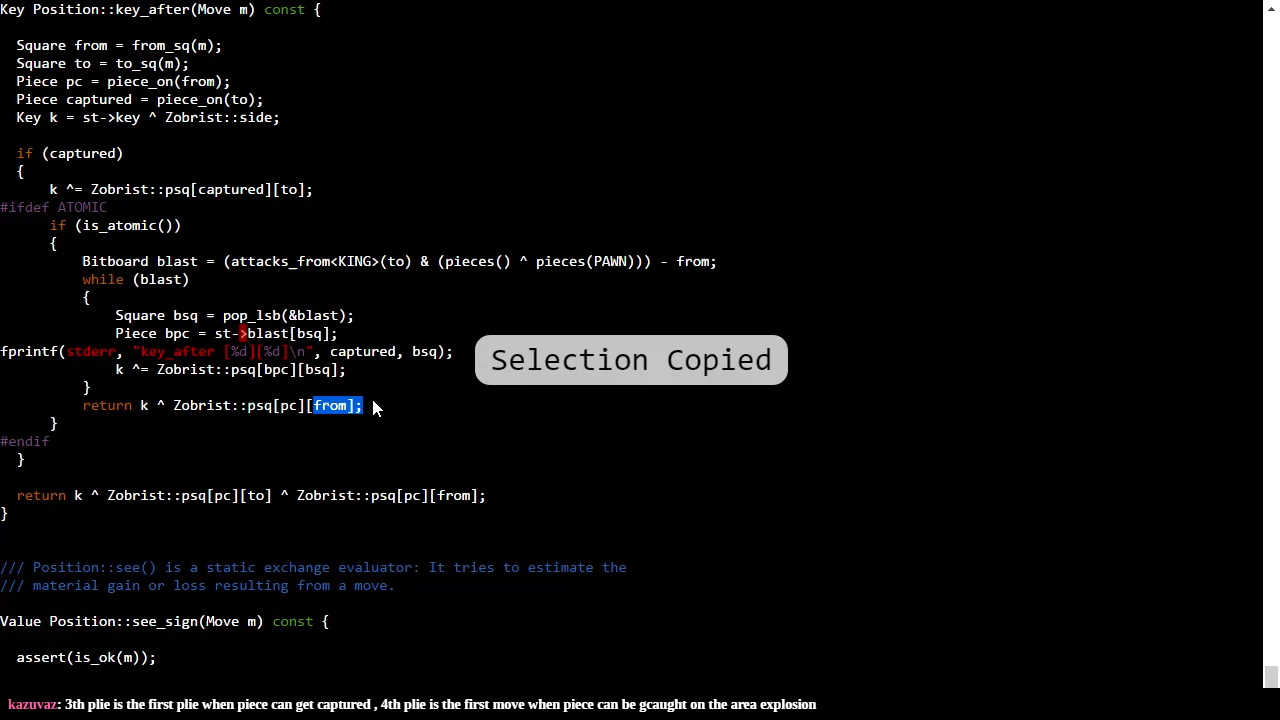 Key Position::key_after(Move m) const {
Square from = from_sq(m);
Square to = to_sq(m);
Piece pc = piece_on(from);
Piece captured = piece_on(to);
Key k = st->key ^ Zobrist::side;
if (captured)
{
k ^= Zobrist::psq[captured][to];
#ifdef ATOMIC
if (is_atomic())
{
Bitboard blast = (attacks_from<KING>(to) & (pieces() ^ pieces(PAWN))) - from;
while (blast)
{
Square bsq = pop_lsb(&blast);
Piece bpc = st->blast[bsq];
fprintf(stderr, "key_after [%d][%d]\n", captured, bsq);
k ^= Zobrist::psq[bpc][bsq];
}
return k ^ Zobrist::psq[pc][from];
}
#endif
}
return k ^ Zobrist::psq[pc][to] ^ Zobrist::psq[pc][from];
}
/// Position::see() is a static exchange evaluator: It tries to estimate the
/// material gain or loss resulting from a move.
Value Position::see_sign(Move m) const {
assert(is_ok(m));
Selection Copied
kazuvaz: 3th plie is the first plie when piece can get captured , 4th plie is the first move when piece can be gcaught on the area explosion